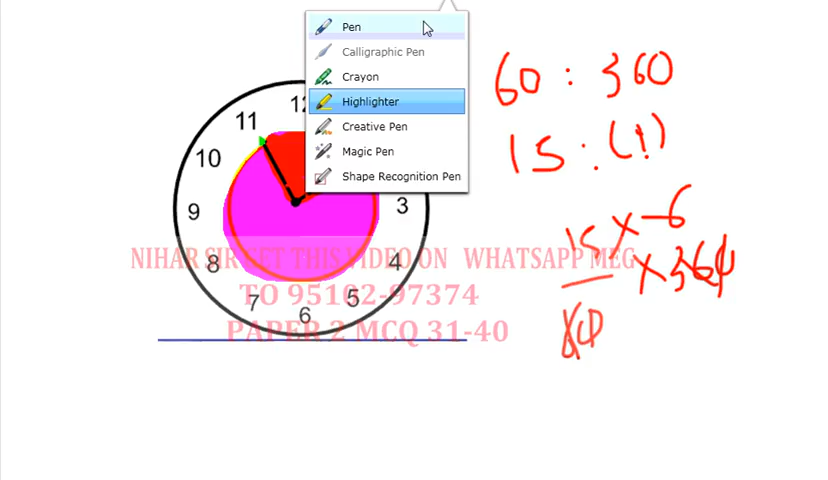 Pen
Calligraphic Pen
Crayon
Highlighter
Creative Pen
Magic Pen
Shape Recognition Pen
60 : 360
15 : (!)
12
11
10
9
8
7
6
5
4
3
15 × 6
× 360
60
NIHAR SIR GET THIS VIDEO ON WHATSAPP MEG
TO 95102-97374
PAPER 2 MCQ 31-40